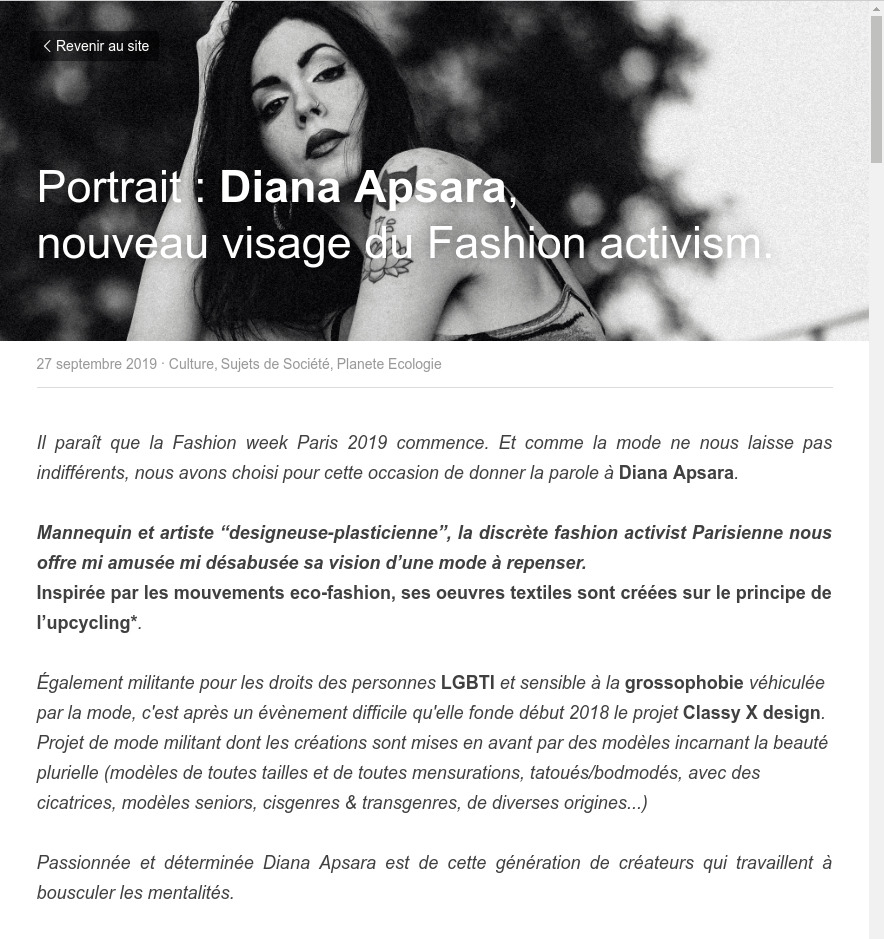 Revenir au site
Portrait : Diana Apsara,
nouveau visage du Fashion activism.
27 septembre 2019 · Culture, Sujets de Société, Planete Ecologie
Il paraît que la Fashion week Paris 2019 commence. Et comme la mode ne nous laisse pas
indifférents, nous avons choisi pour cette occasion de donner la parole à Diana Apsara.
Mannequin et artiste “designeuse-plasticienne”, la discrète fashion activist Parisienne nous
offre mi amusée mi désabusée sa vision d’une mode à repenser.
Inspirée par les mouvements eco-fashion, ses oeuvres textiles sont créées sur le principe de
l’upcycling*.
Également militante pour les droits des personnes LGBTI et sensible à la grossophobie véhiculée
par la mode, c'est après un évènement difficile qu'elle fonde début 2018 le projet Classy X design.
Projet de mode militant dont les créations sont mises en avant par des modèles incarnant la beauté
plurielle (modèles de toutes tailles et de toutes mensurations, tatoués/bodmodés, avec des
cicatrices, modèles seniors, cisgenres & transgenres, de diverses origines...)
Passionnée et déterminée Diana Apsara est de cette génération de créateurs qui travaillent à
bousculer les mentalités.